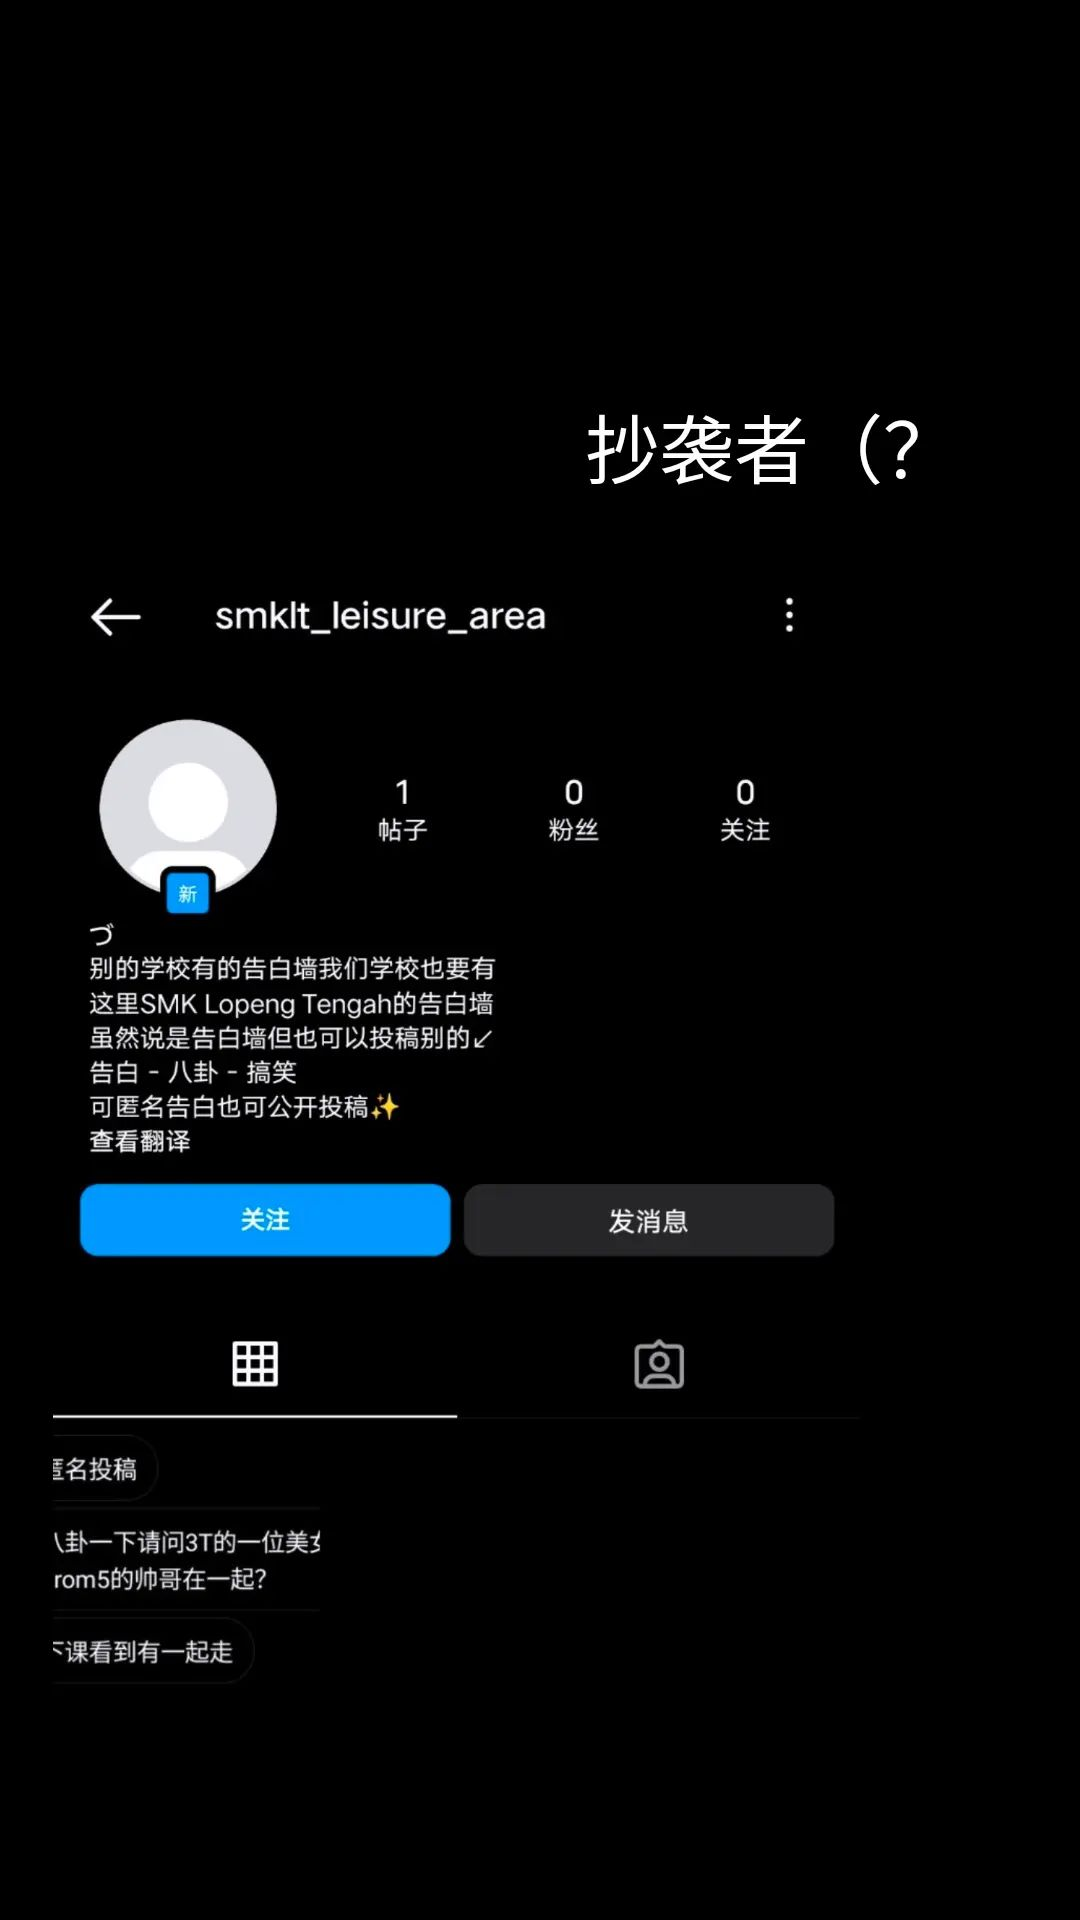 抄袭者（？
smklt_leisure_area
1
帖子
0
粉丝
0
关注
新
づ
别的学校有的告白墙我们学校也要有
这里SMK Lopeng Tengah的告白墙
虽然说是告白墙但也可以投稿别的↙
告白 - 八卦 - 搞笑
可匿名告白也可公开投稿✨
查看翻译
关注
发消息
名投稿
卦一下请问3T的一位美
rom5的帅哥在一起？
课看到有一起走